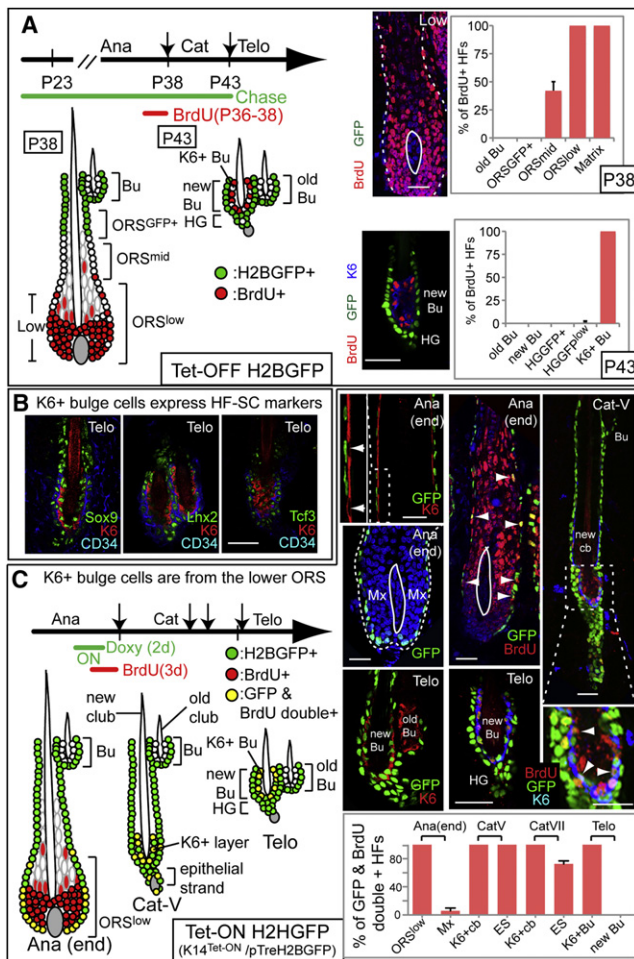 A
Ana
Cat
Telo
P23
P38
P43
Chase
BrdU(P36-38)
P38
P43
K6+ Bu
new
Bu
old
Bu
HG
Bu
ORSGFP+
ORSmid
ORSlow
Low
:H2BGFP+
:BrdU+
Tet-OFF H2BGFP
Low
BrdU GFP
% of BrdU+ HFs
100
75
50
25
0
old Bu
ORSGFP+
ORSmid
ORSlow
Matrix
P38
BrdU GFP K6
new
Bu
HG
% of BrdU+ HFs
100
75
50
25
0
old Bu
new Bu
HGGFP+
HGGFPlow
K6+ Bu
P43
B
K6+ bulge cells express HF-SC markers
Telo
Sox9
K6
CD34
Telo
Lhx2
K6
CD34
Telo
Tcf3
K6
CD34
C
K6+ bulge cells are from the lower ORS
Ana
Cat
Telo
Doxy (2d)
ON
BrdU(3d)
:H2BGFP+
:BrdU+
:GFP &
BrdU double+
new
club
old
club
Bu
Bu
K6+ Bu
new
Bu
HG
old
Bu
Telo
K6+ layer
epithelial
strand
Cat-V
ORSlow
Ana (end)
Tet-ON H2HGFP
(K14Tet-ON /pTreH2BGFP)
Ana
(end)
GFP
K6
Ana
(end)
Mx
Mx
GFP
Ana
(end)
GFP
BrdU
Cat-V
Bu
new
cb
Telo
new
Bu
old
Bu
GFP
K6
Telo
new
Bu
HG
BrdU
GFP
K6
% of GFP & BrdU
double + HFs
80
40
0
Ana(end)
CatV
CatVII
Telo
ORSlow
Mx
K6+cb
ES
K6+cb
ES
K6+Bu
new Bu